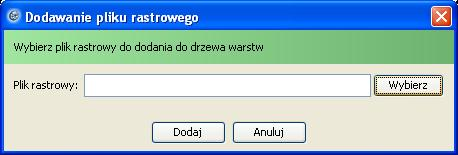 Dodawanie pliku rastrowego
Wybierz plik rastrowy do dodania do drzewa warstw
Plik rastrowy:
Wybierz
Dodaj
Anuluj